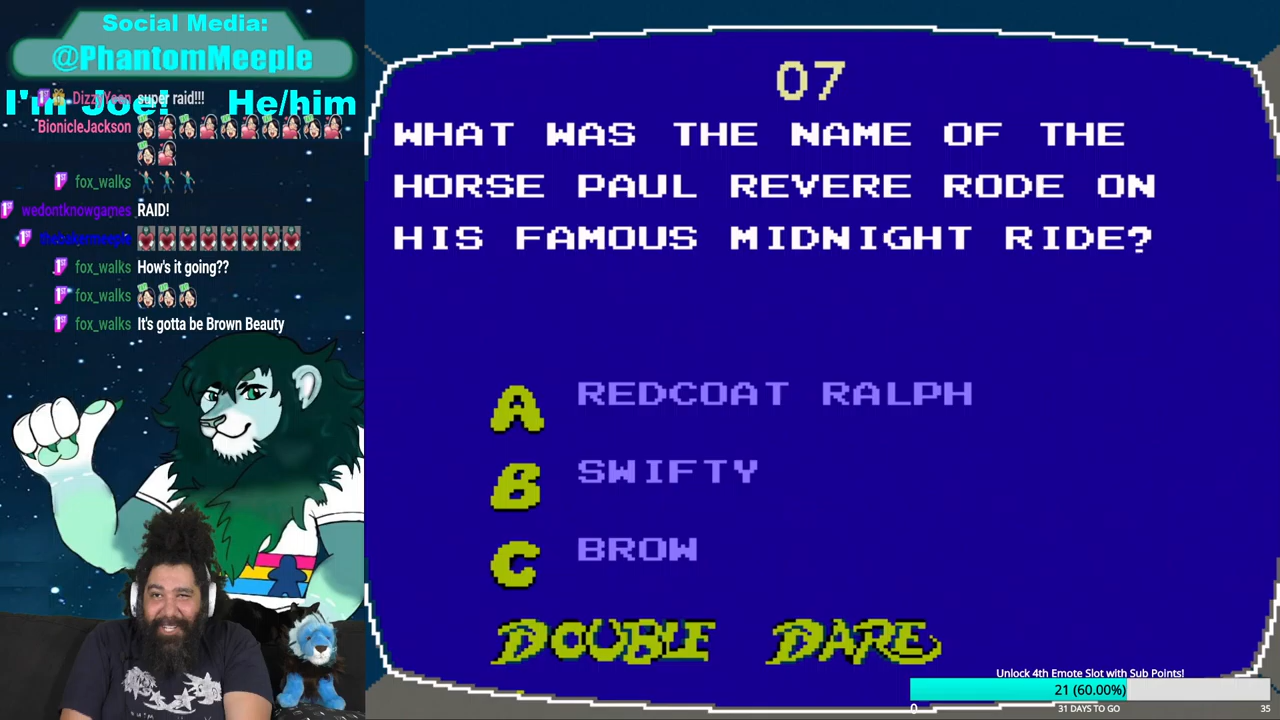 Social Media:
@PhantomMeeple
I'm Joe! He/him
DizzyYeen super raid!!!
BionicleJackson
fox_walks
wedontknowgames RAID!
thebakermeeple
fox_walks How's it going??
fox_walks
fox_walks It's gotta be Brown Beauty
07
WHAT WAS THE NAME OF THE
HORSE PAUL REVERE RODE ON
HIS FAMOUS MIDNIGHT RIDE?
A REDCOAT RALPH
B SWIFTY
C BROW
DOUBLE DARE
Unlock 4th Emote Slot with Sub Points!
21 (60.00%)
0 31 DAYS TO GO 35